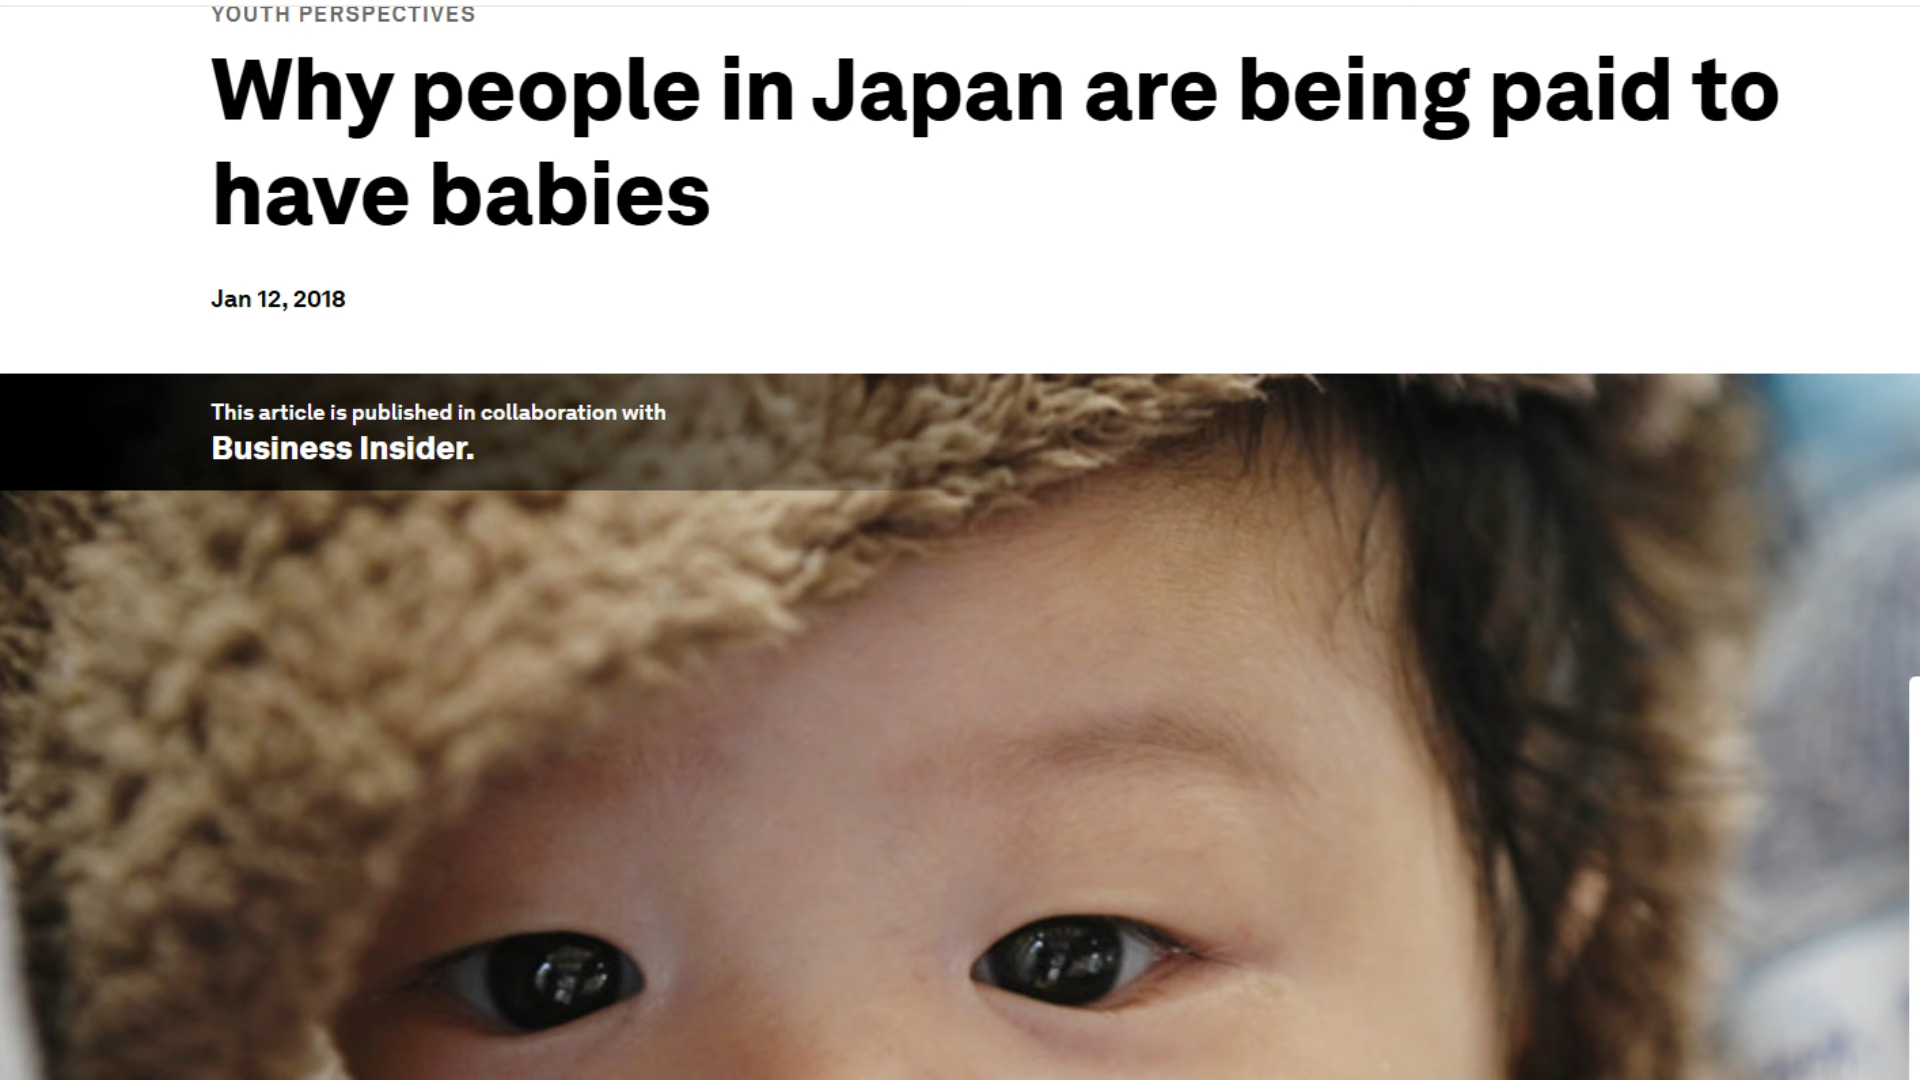 YOUTH PERSPECTIVES
Why people in Japan are being paid to
have babies
Jan 12, 2018
This article is published in collaboration with
Business Insider.